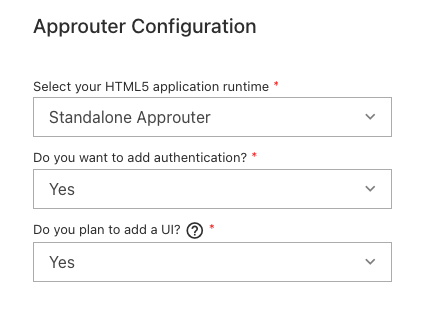 Approuter Configuration
Select your HTML5 application runtime *
Standalone Approuter
Do you want to add authentication? *
Yes
Do you plan to add a UI? ? *
Yes